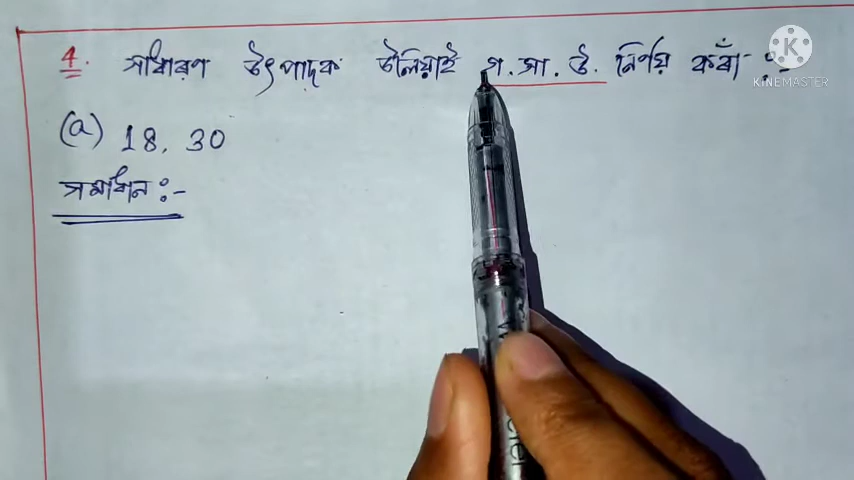 4. সাধাৰণ উৎপাদক উলিয়াই গ.সা.উ. নিৰ্ণয় কৰাঁ :-
KINEMASTER
(a) 18, 30
সমাধান :-